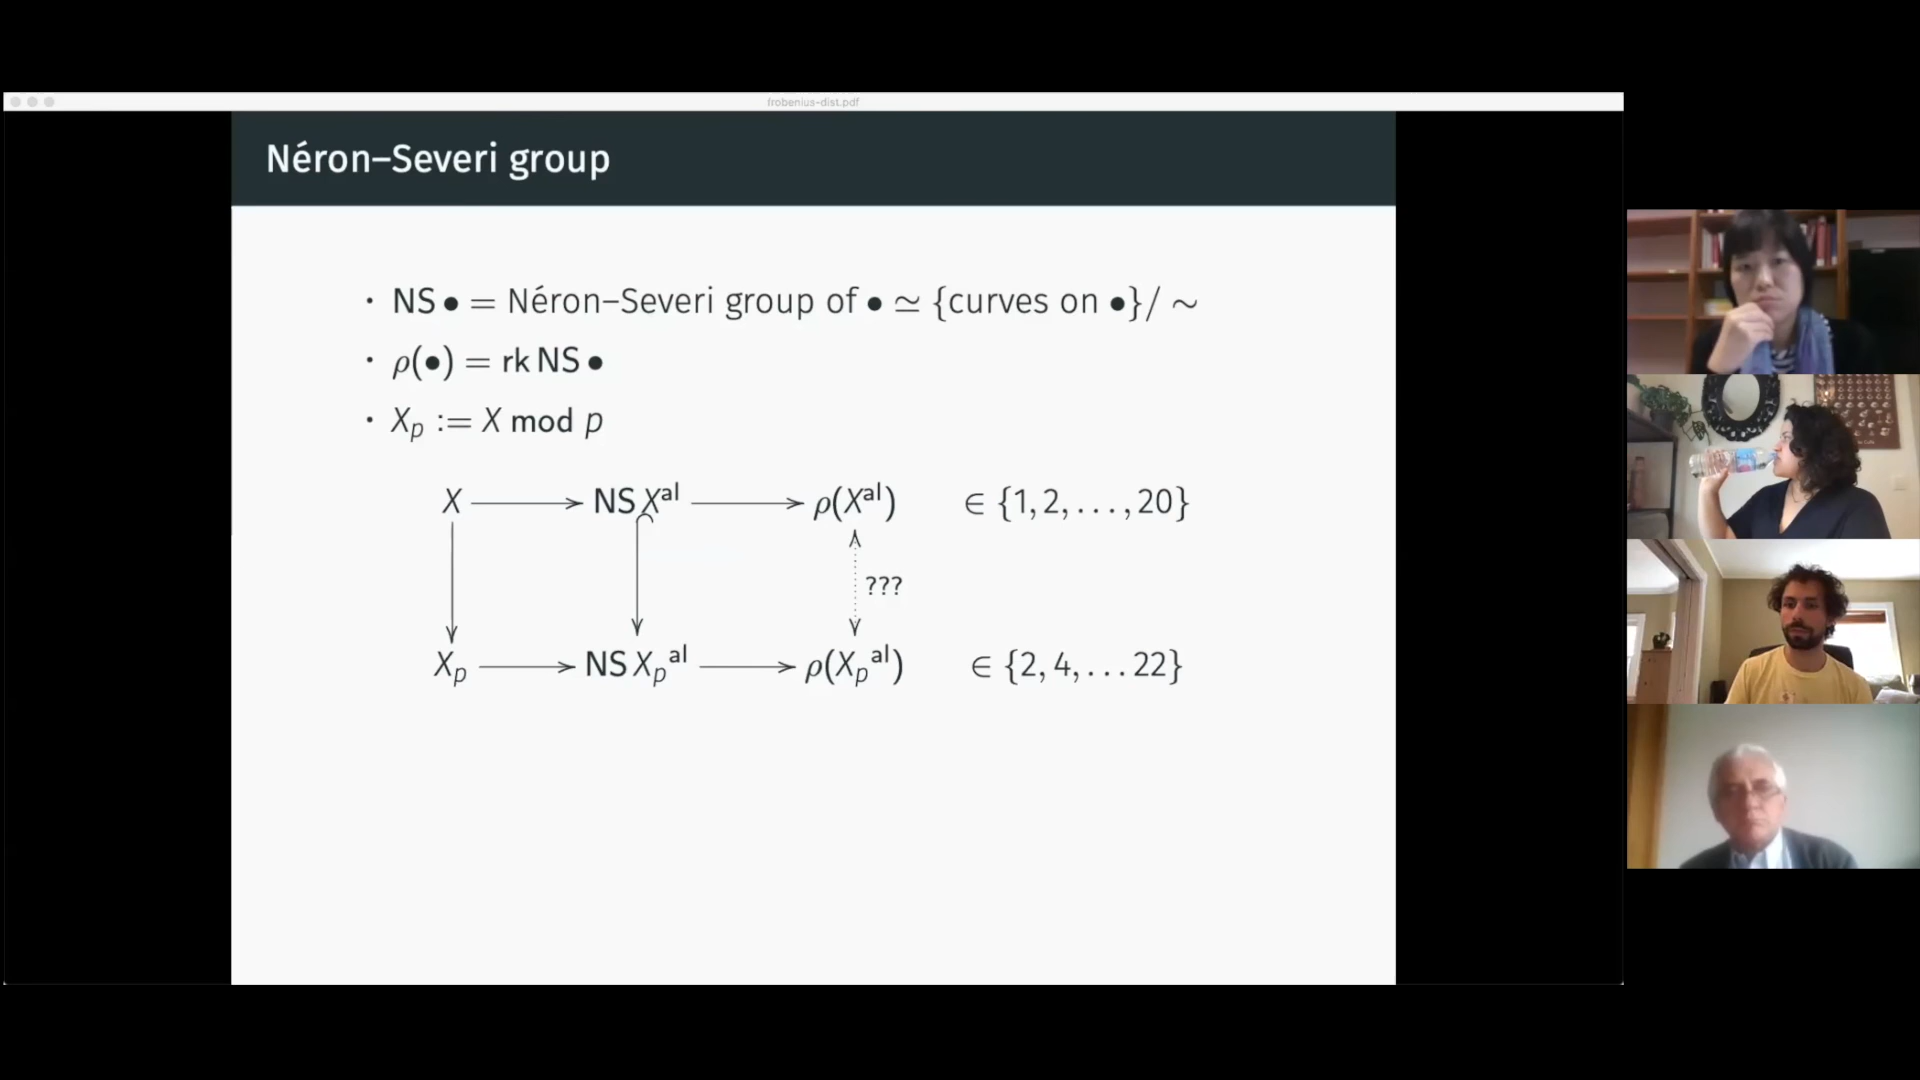 frobenius-dist.pdf
Néron–Severi group
· NS • = Néron–Severi group of • ≃ {curves on •}/ ∼
· ρ(•) = rk NS •
· X_p := X mod p
X → NS X^al → ρ(X^al) ∈ {1, 2, . . . , 20}
???
X_p → NS X_p^al → ρ(X_p^al) ∈ {2, 4, . . . 22}